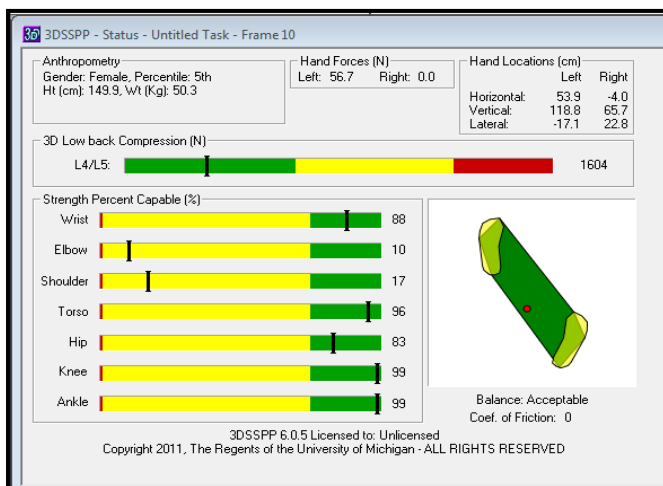 3DSSPP - Status - Untitled Task - Frame 10
Anthropometry
Gender: Female, Percentile: 5th
Ht (cm): 149.9, Wt (Kg): 50.3
Hand Forces (N)
Left: 56.7 Right: 0.0
Hand Locations (cm)
Left Right
Horizontal: 53.9 -4.0
Vertical: 118.8 65.7
Lateral: -17.1 22.8
3D Low back Compression (N)
L4/L5: 1604
Strength Percent Capable (%)
Wrist 88
Elbow 10
Shoulder 17
Torso 96
Hip 83
Knee 99
Ankle 99
Balance: Acceptable
Coef. of Friction: 0
3DSSPP 6.0.5 Licensed to: Unlicensed
Copyright 2011, The Regents of the University of Michigan - ALL RIGHTS RESERVED